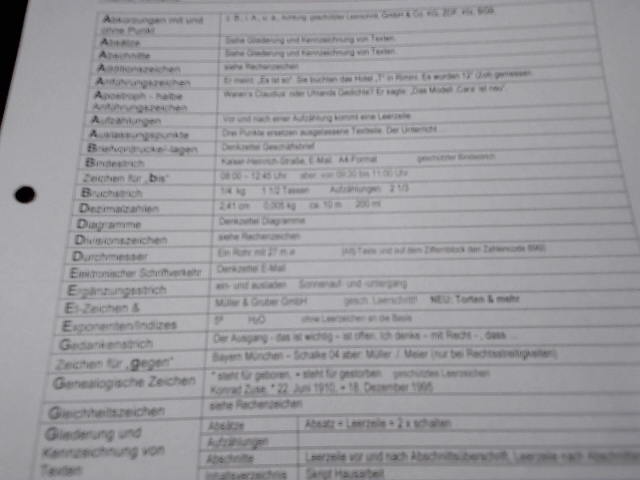 Abkürzungen mit und z. B., i. A., u. a., Achtung: geschützter Leerschritt, GmbH & Co. KG, ZDF, Kfz, BGB
ohne Punkt
Absätze Siehe Gliederung und Kennzeichnung von Texten.
Abschnitte Siehe Gliederung und Kennzeichnung von Texten.
Additionszeichen siehe Rechenzeichen
Anführungszeichen Er meint: „Es ist so“. Sie buchten das Hotel „T“ in Rimini. Es wurden 12" (Zoll) gemessen.
Apostroph - halbe Waren's Claudius' oder Uhlands Gedichte? Er sagte: „Das Modell ‚Cara' ist neu“.
Anführungszeichen
Aufzählungen Vor und nach einer Aufzählung kommt eine Leerzeile.
Auslassungspunkte Drei Punkte ersetzen ausgelassene Textteile. Der Unterricht ...
Briefvordrucke/-lagen Denkzettel Geschäftsbrief
Bindestrich Kaiser-Heinrich-Straße, E-Mail, A4-Format geschützter Bindestrich
Zeichen für „bis“ 08:00 – 12:45 Uhr aber: von 09:30 bis 11:00 Uhr
Bruchstrich 1/4 kg 1 1/2 Tassen Aufzählungen: 2 1/3
Dezimalzahlen 2,41 cm 0,005 kg ca. 10 m 200 ml
Diagramme Denkzettel Diagramme
Divisionszeichen siehe Rechenzeichen
Durchmesser Ein Rohr mit 27 m ø [Alt]-Taste und auf dem Ziffernblock den Zahlencode
Elektronischer Schriftverkehr Denkzettel E-Mail
Ergänzungsstrich ein- und ausladen Sonnenauf- und -untergang
Et-Zeichen & Müller & Gruber GmbH gesch. Leerschritt! NEU: Torten & mehr
Exponenten/Indizes H₂O ohne Leerzeichen an die Basis
Gedankenstrich Der Ausgang - das ist wichtig – ist offen. Ich denke – mit Recht -, dass ...
Zeichen für „gegen“ Bayern München – Schalke 04 aber: Müller ./. Meier (nur bei Rechtsstreitigkeiten)
Genealogische Zeichen * steht für geboren, + steht für gestorben geschütztes Leerzeichen
Konrad Zuse, * 22. Juni 1910, + 18. Dezember 1995
Gleichheitszeichen siehe Rechenzeichen
Gliederung und Absätze Absatz = Leerzeile = 2 x schalten
Kennzeichnung von Aufzählungen
Texten Abschnitte Leerzeile vor und nach Abschnittsüberschrift, Leerzeile nach
Inhaltsverzeichnis Skript Hausarbeit